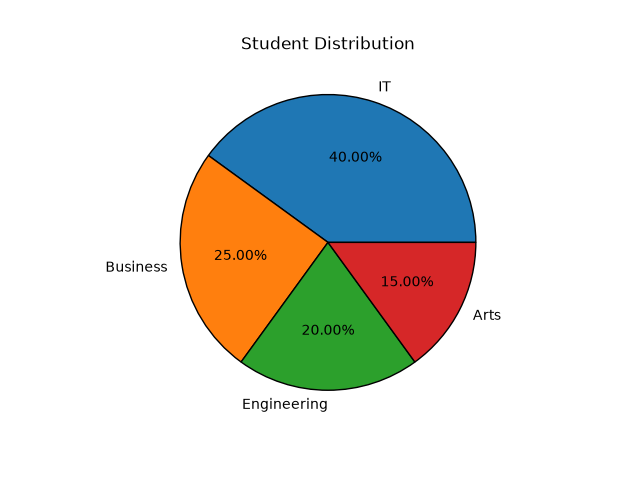 Student Distribution
IT
40.00%
25.00%
Business
15.00%
Arts
20.00%
Engineering